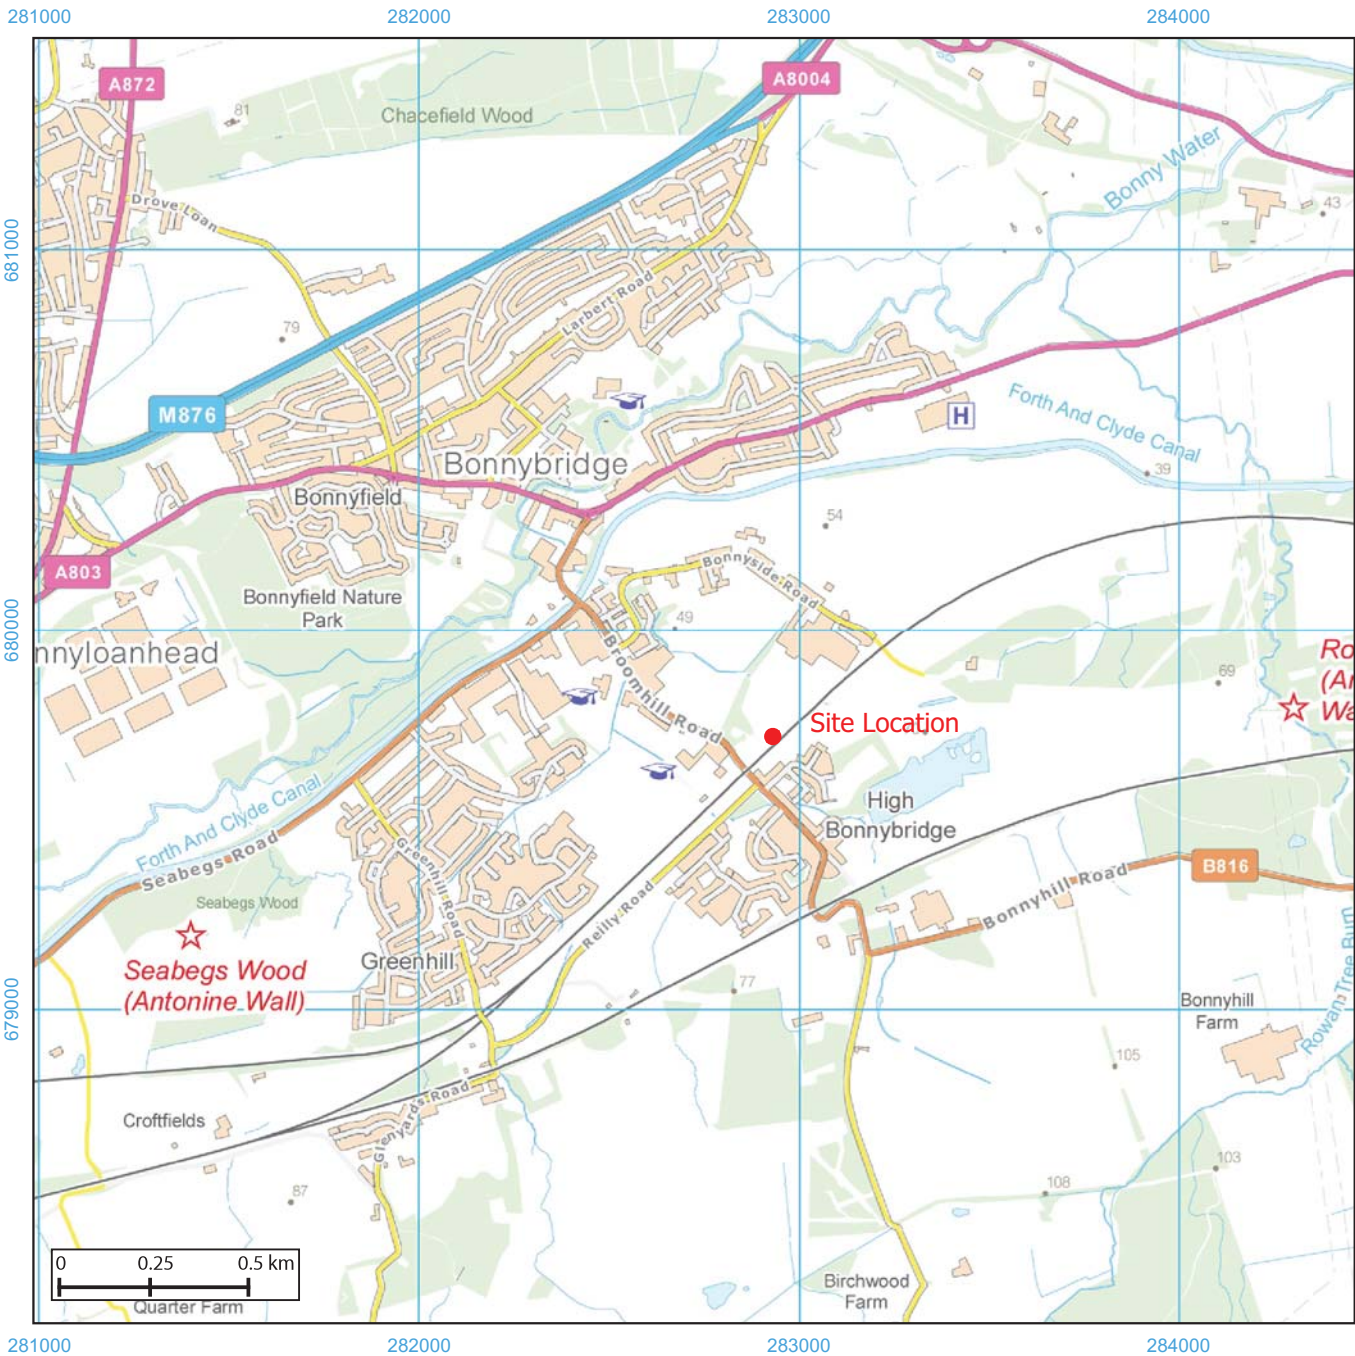 281000
282000
283000
284000
A872
A8004
81
Chacefield Wood
Bonny Water
Drove Loan
43
681000
Larbert Road
79
M876
Forth And Clyde Canal
H
Bonnybridge
39
Bonnyfield
54
A803
Bonnyside Road
Bonnyfield Nature
Park
49
680000
nnyloanhead
Broomhill Road
69
Ro
(Ar
Wa
Site Location
High
Bonnybridge
Forth And Clyde Canal
Seabegs Road
Greenhill Road
B816
Bonnyhill Road
Reilly Road
Seabegs Wood
Seabegs Wood
(Antonine Wall)
Greenhill
77
679000
Bonnyhill
Farm
Rowan Tree Burn
105
Glenyards Road
Croftfields
103
108
87
0
0.25
0.5 km
Quarter Farm
Birchwood
Farm
281000
282000
283000
284000